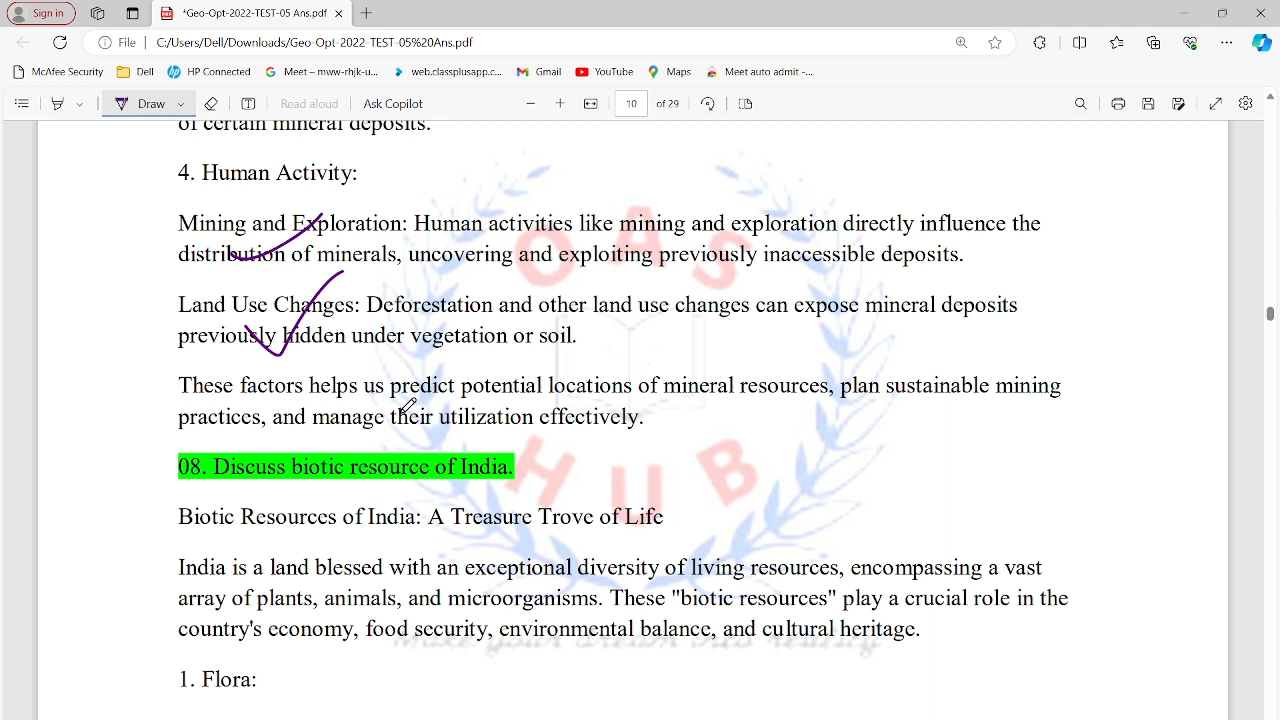 Sign in
*Geo-Opt-2022-TEST-05 Ans.pdf
File
C:/Users/Dell/Downloads/Geo-Opt-2022-TEST-05%20Ans.pdf
McAfee Security Dell HP Connected Meet – mvw-rhjk-u... web.classplusapp.c... Gmail YouTube Maps Meet auto admit -...
Draw Read aloud Ask Copilot 10 of 29
of certain mineral deposits.
4. Human Activity:
Mining and Exploration: Human activities like mining and exploration directly influence the
distribution of minerals, uncovering and exploiting previously inaccessible deposits.
Land Use Changes: Deforestation and other land use changes can expose mineral deposits
previously hidden under vegetation or soil.
These factors helps us predict potential locations of mineral resources, plan sustainable mining
practices, and manage their utilization effectively.
08. Discuss biotic resource of India.
Biotic Resources of India: A Treasure Trove of Life
India is a land blessed with an exceptional diversity of living resources, encompassing a vast
array of plants, animals, and microorganisms. These "biotic resources" play a crucial role in the
country's economy, food security, environmental balance, and cultural heritage.
1. Flora:
OAS
HUB
make your dream into reality